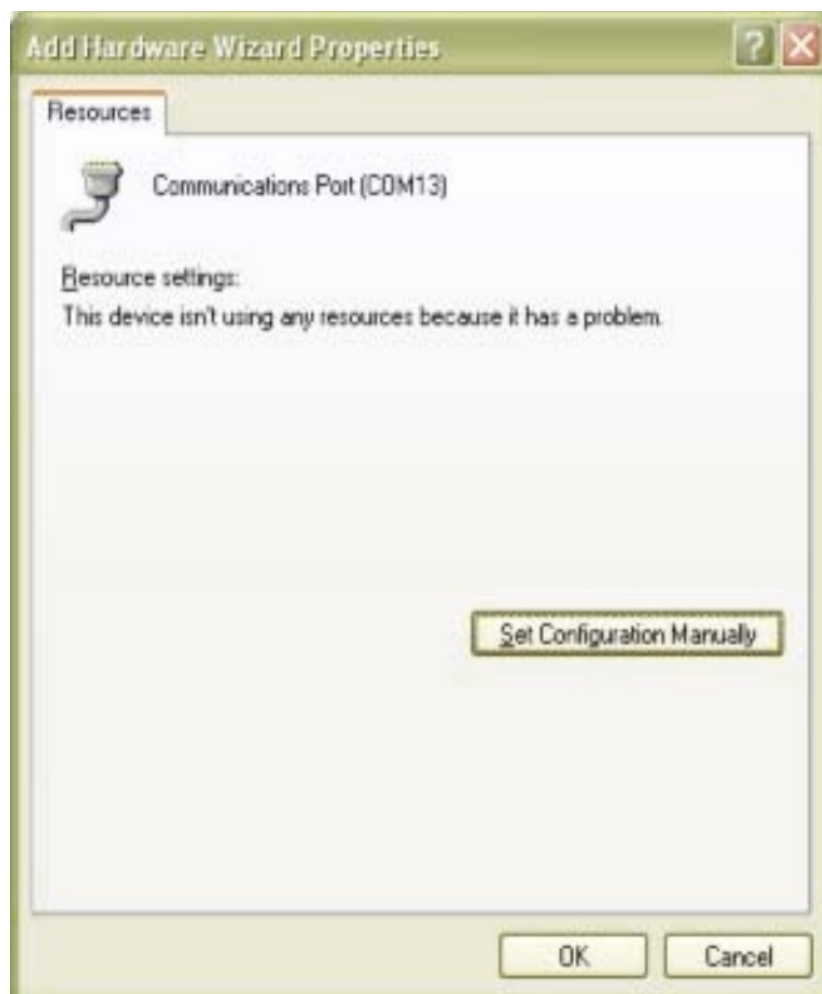 Add Hardware Wizard Properties
Resources
Communications Port (COM13)
Resource settings:
This device isn't using any resources because it has a problem.
Set Configuration Manually
OK
Cancel